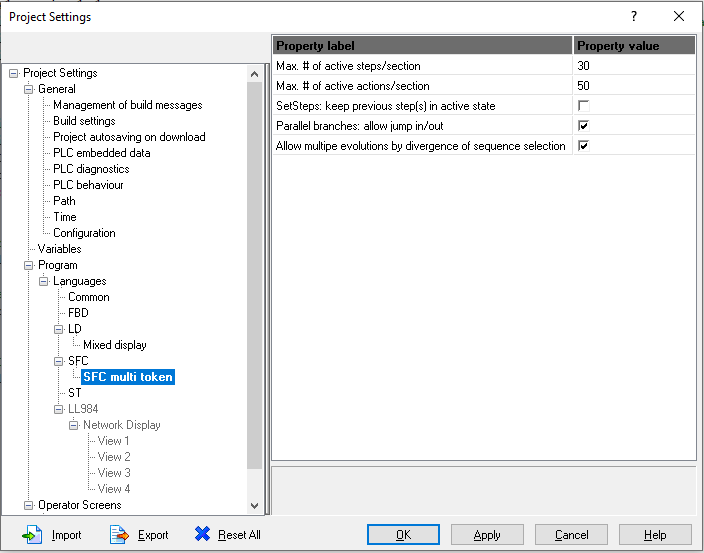 Project Settings
?
Project Settings
General
Management of build messages
Build settings
Project autosaving on download
PLC embedded data
PLC diagnostics
PLC behaviour
Path
Time
Configuration
Variables
Program
Languages
Common
FBD
LD
Mixed display
SFC
SFC multi token
ST
LL984
Network Display
View 1
View 2
View 3
View 4
Operator Screens
Property label Property value
Max. # of active steps/section 30
Max. # of active actions/section 50
SetSteps: keep previous step(s) in active state
Parallel branches: allow jump in/out
Allow multipe evolutions by divergence of sequence selection
Import Export Reset All OK Apply Cancel Help